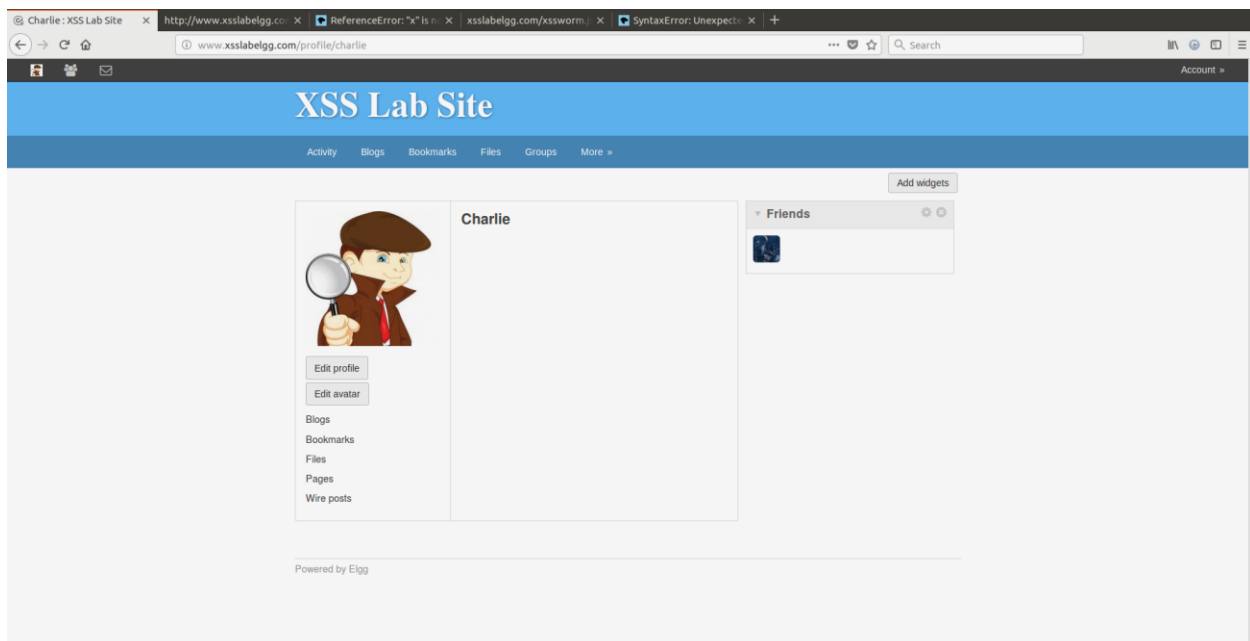 Charlie : XSS Lab Site
http://www.xsslabelgg.con
ReferenceError: "x" is no
xsslabelgg.com/xssworm.j
SyntaxError: Unexpecte
www.xsslabelgg.com/profile/charlie
Search
Account »
XSS Lab Site
Activity Blogs Bookmarks Files Groups More »
Add widgets
Charlie
Friends
Edit profile
Edit avatar
Blogs
Bookmarks
Files
Pages
Wire posts
Powered by Elgg